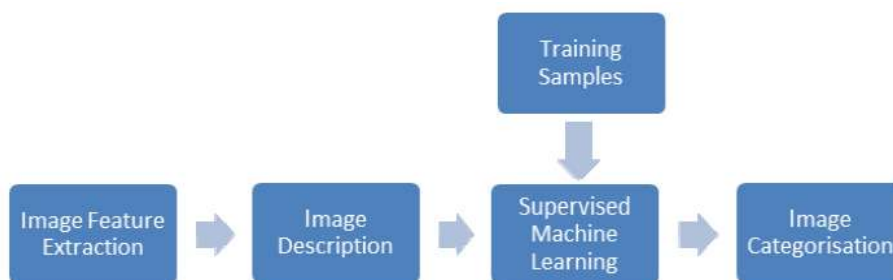 Training
Samples
Image Feature
Extraction
Image
Description
Supervised
Machine
Learning
Image
Categorisation